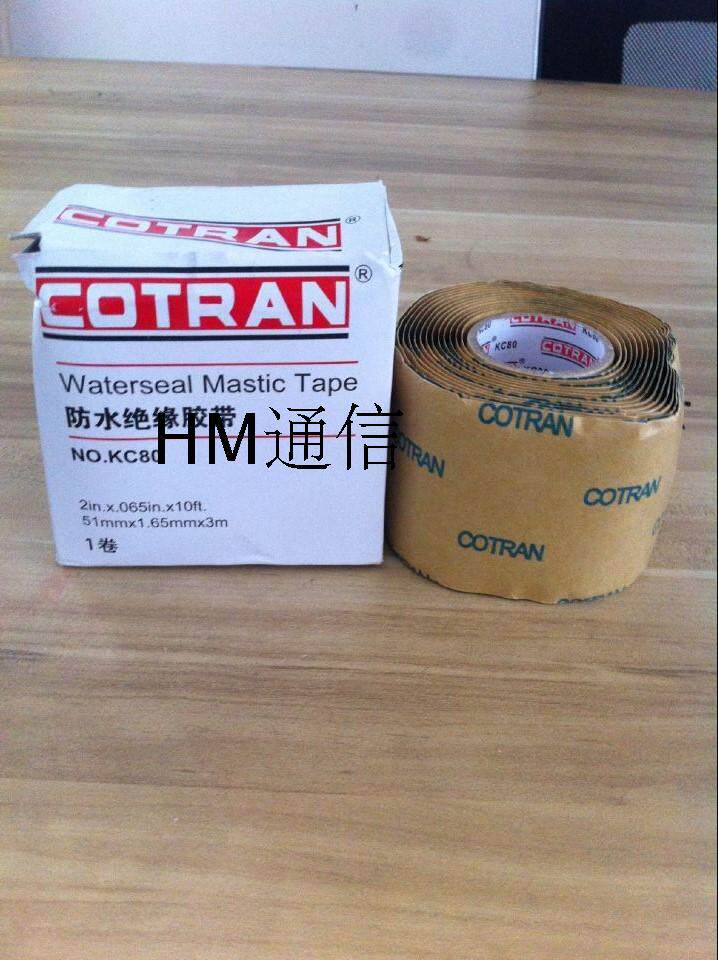 COTRAN®
COTRAN®
Waterseal Mastic Tape
防水绝缘胶带
NO.KC80
2in.x.065in.x10ft.
51mmx1.65mmx3m
1卷
HM通信
COTRAN
KC80
COTRAN
COTRAN
COTRAN
COTRAN
COTRAN